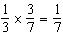 1/3 × 3/7 = 1/7